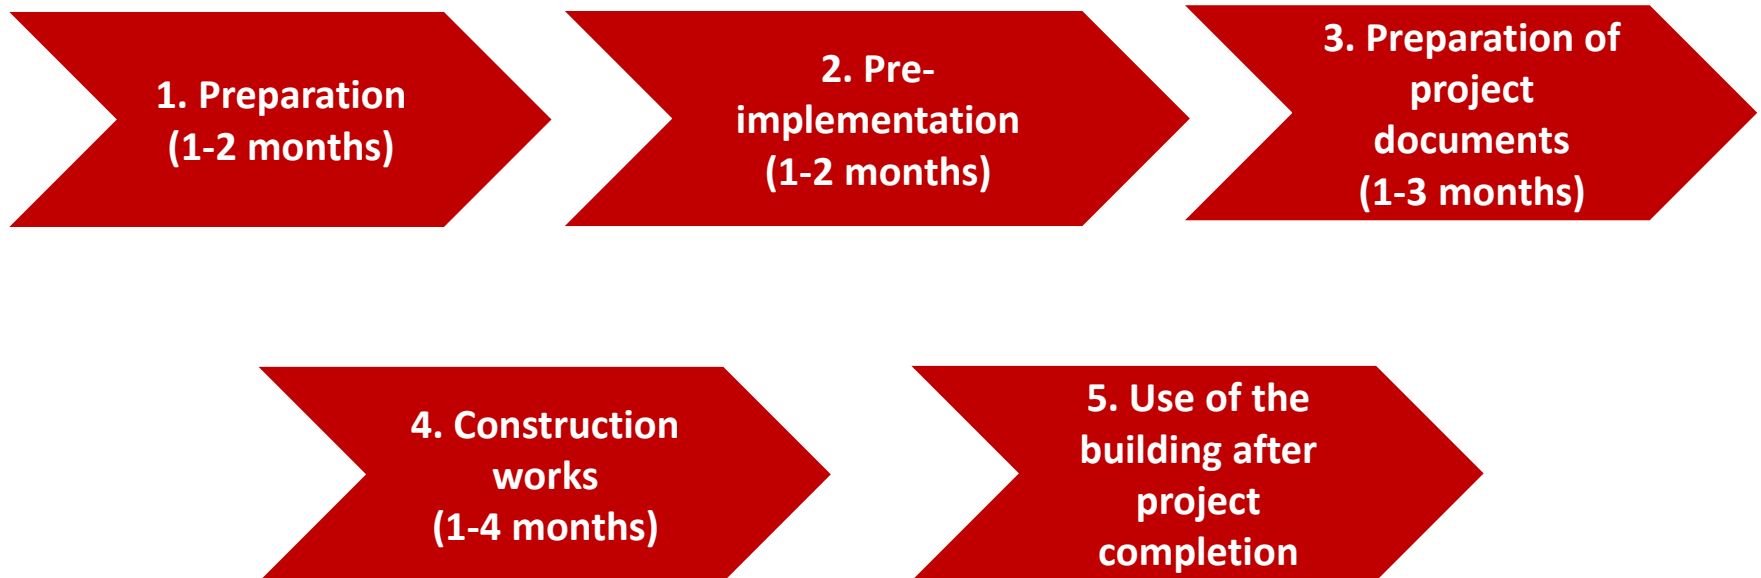 1. Preparation
(1-2 months)
2. Pre-
implementation
(1-2 months)
3. Preparation of
project
documents
(1-3 months)
4. Construction
works
(1-4 months)
5. Use of the
building after
project
completion